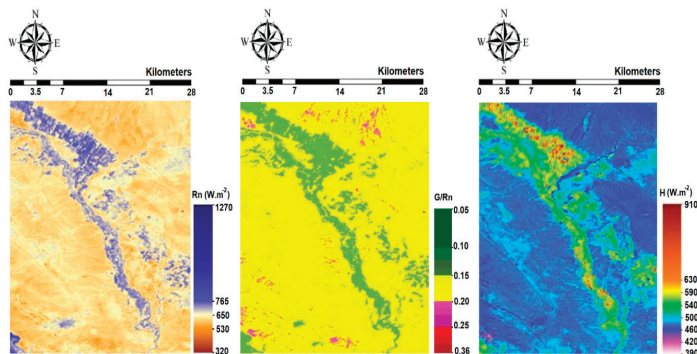 N
W E
S
Kilometers
0 3.5 7 14 21 28
Rn (W.m-2)
1270
765
650
530
320
N
W E
S
Kilometers
0 3.5 7 14 21 28
G/Rn
0.05
0.10
0.15
0.20
0.25
0.36
N
W E
S
Kilometers
0 3.5 7 14 21 28
H (W.m-2)
910
630
590
540
500
460
420